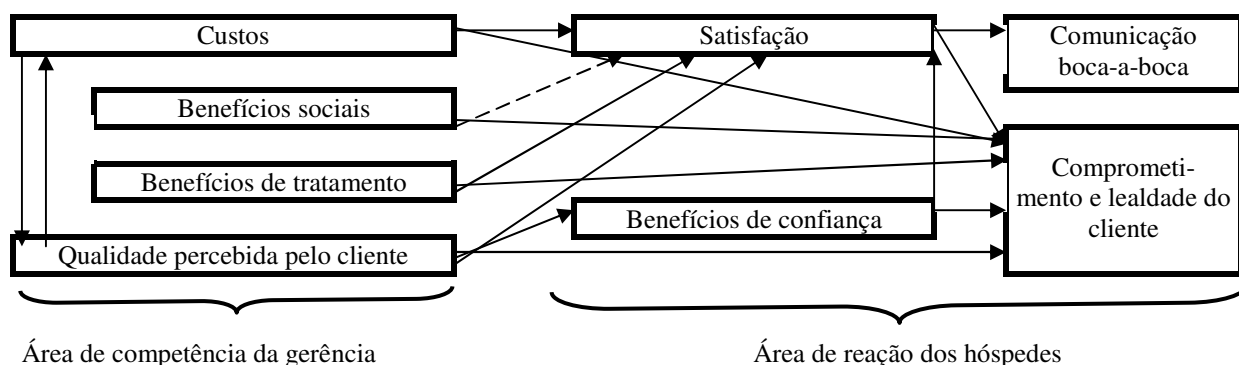 Custos
Satisfação
Comunicação
boca-a-boca
Benefícios sociais
Benefícios de tratamento
Comprometi-
mento e lealdade do
cliente
Benefícios de confiança
Qualidade percebida pelo cliente
Área de competência da gerência
Área de reação dos hóspedes